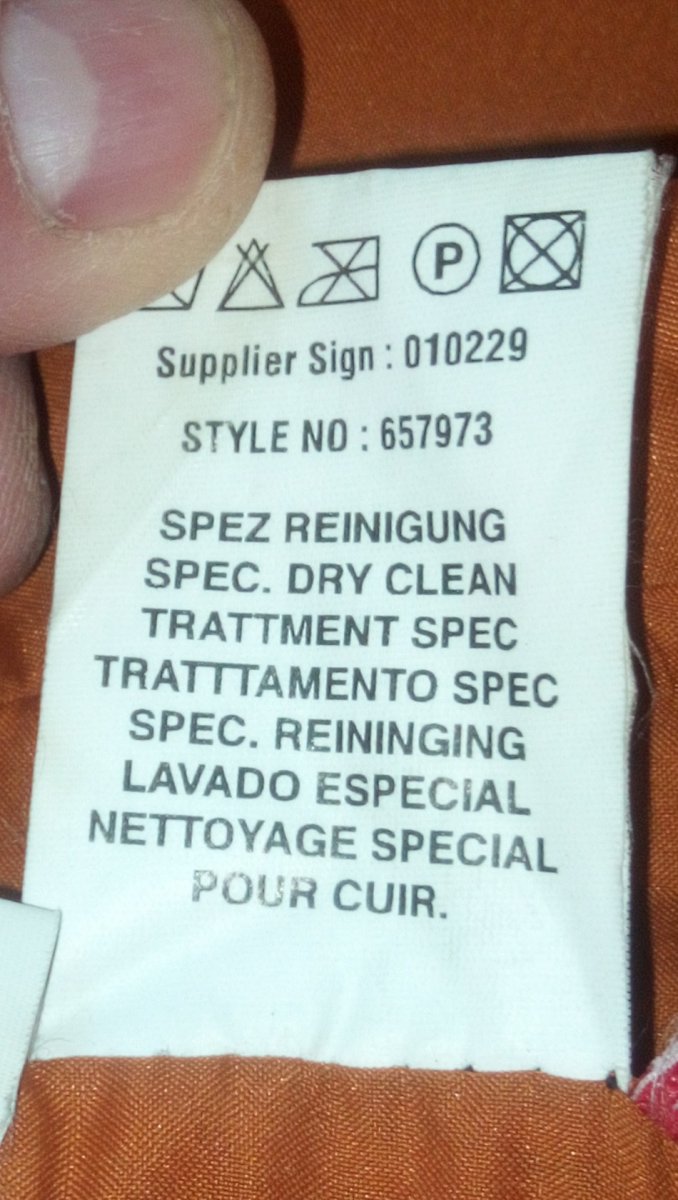 P
Supplier Sign : 010229
STYLE NO : 657973
SPEZ REINIGUNG
SPEC. DRY CLEAN
TRATTMENT SPEC
TRATTTAMENTO SPEC
SPEC. REININGING
LAVADO ESPECIAL
NETTOYAGE SPECIAL
POUR CUIR.